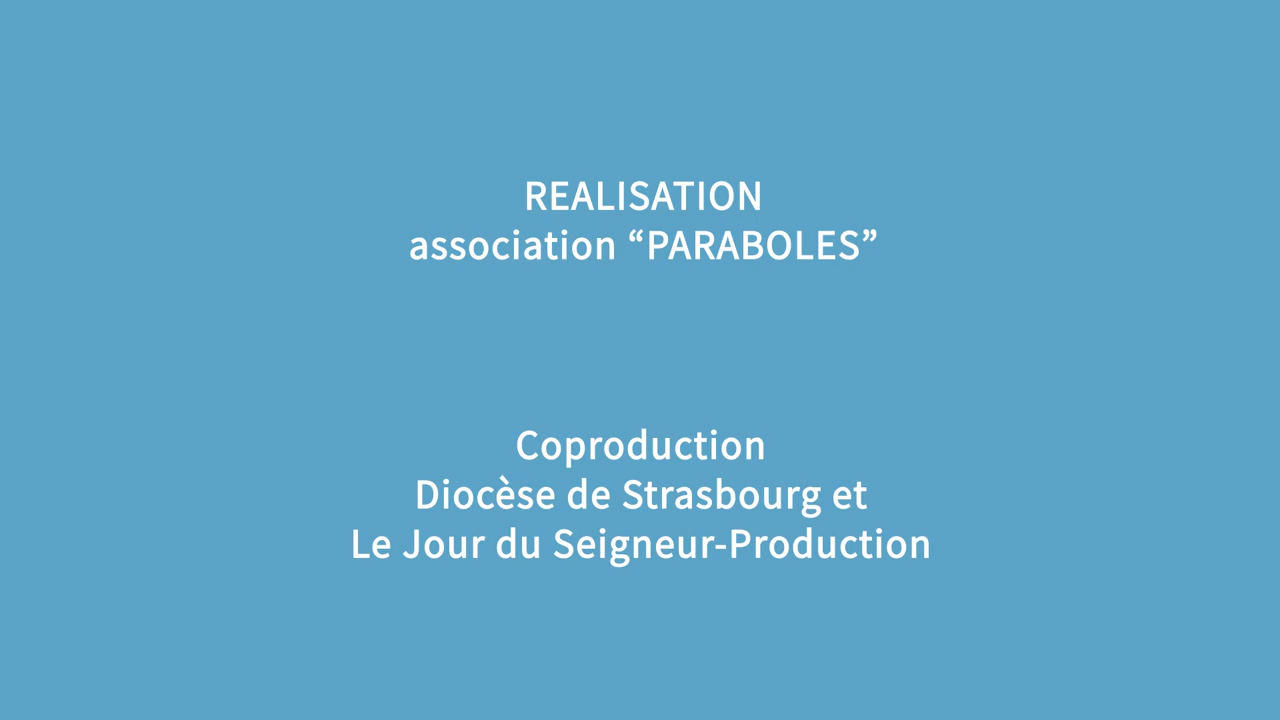 REALISATION
association “PARABOLES”
Coproduction
Diocèse de Strasbourg et
Le Jour du Seigneur-Production